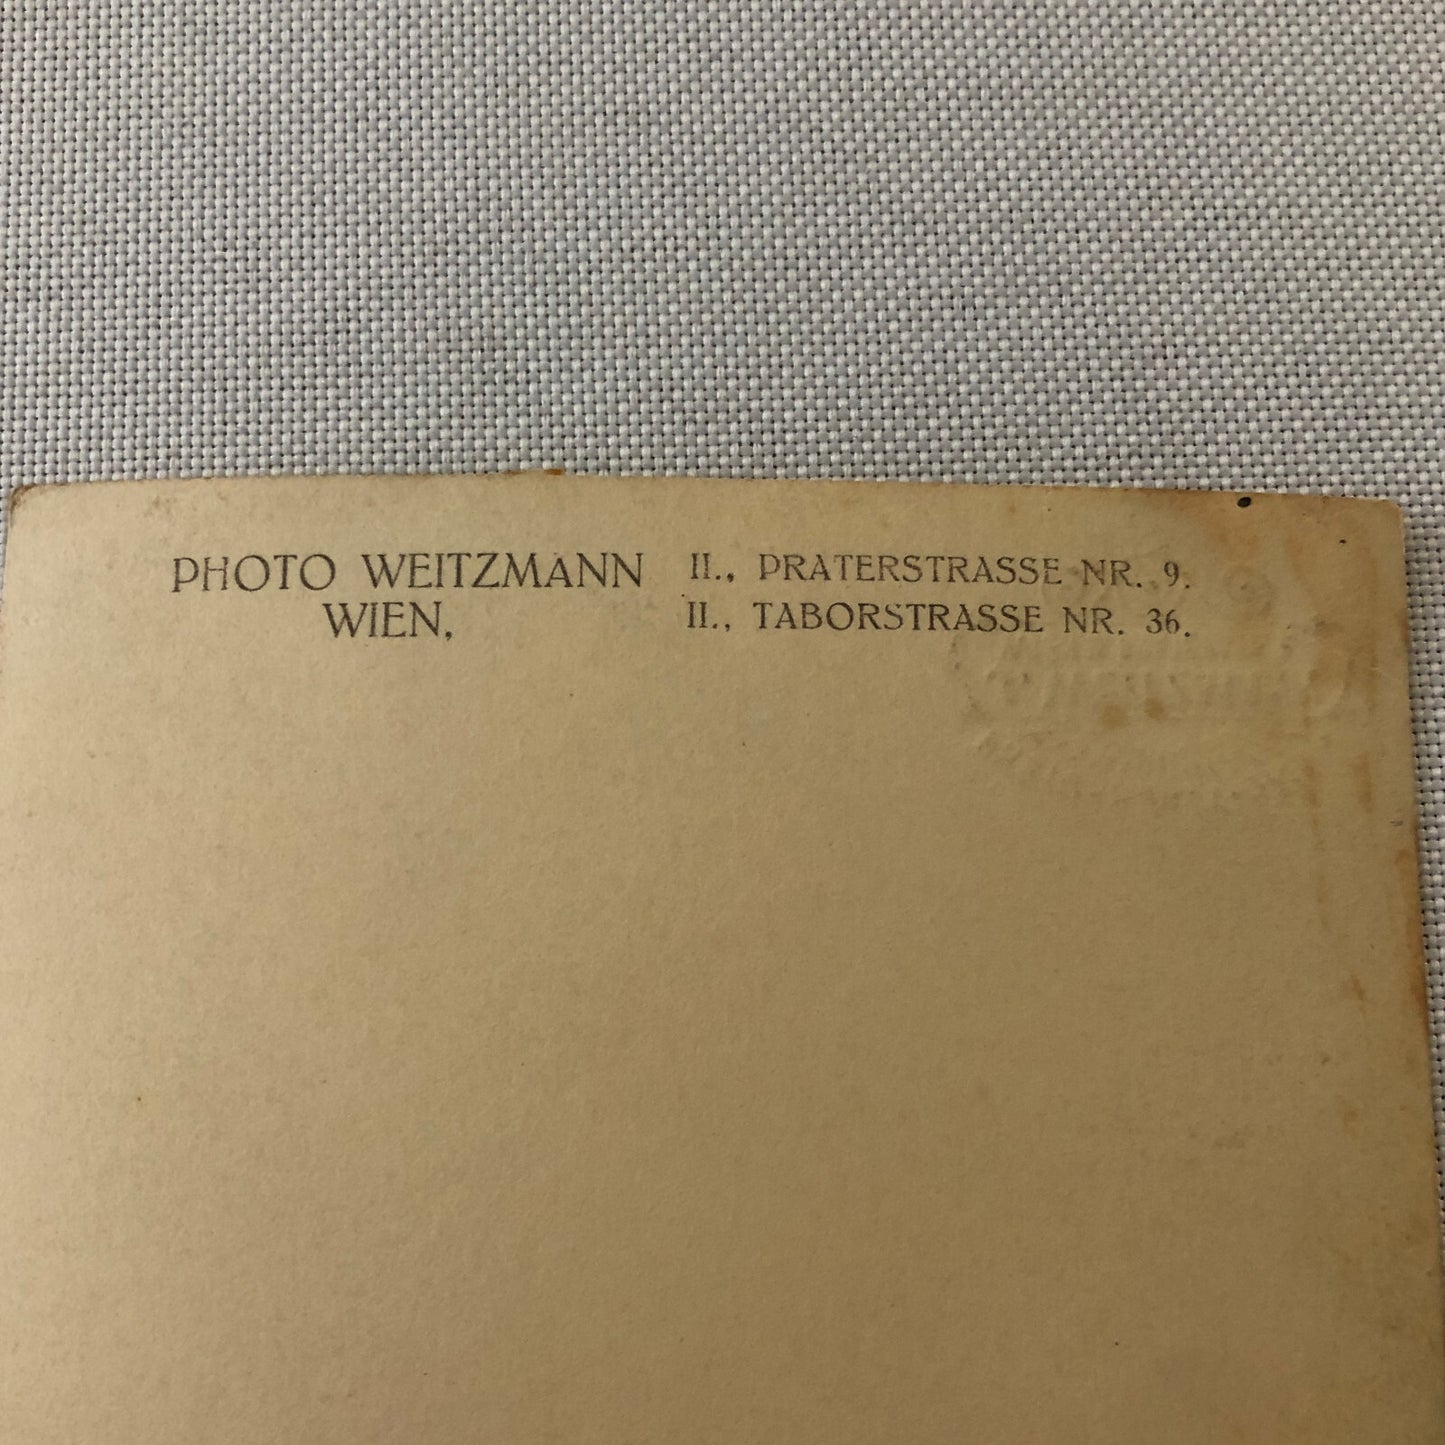 PHOTO WEITZMANN II., PRATERSTRASSE NR. 9.
WIEN, II., TABORSTRASSE NR. 36.